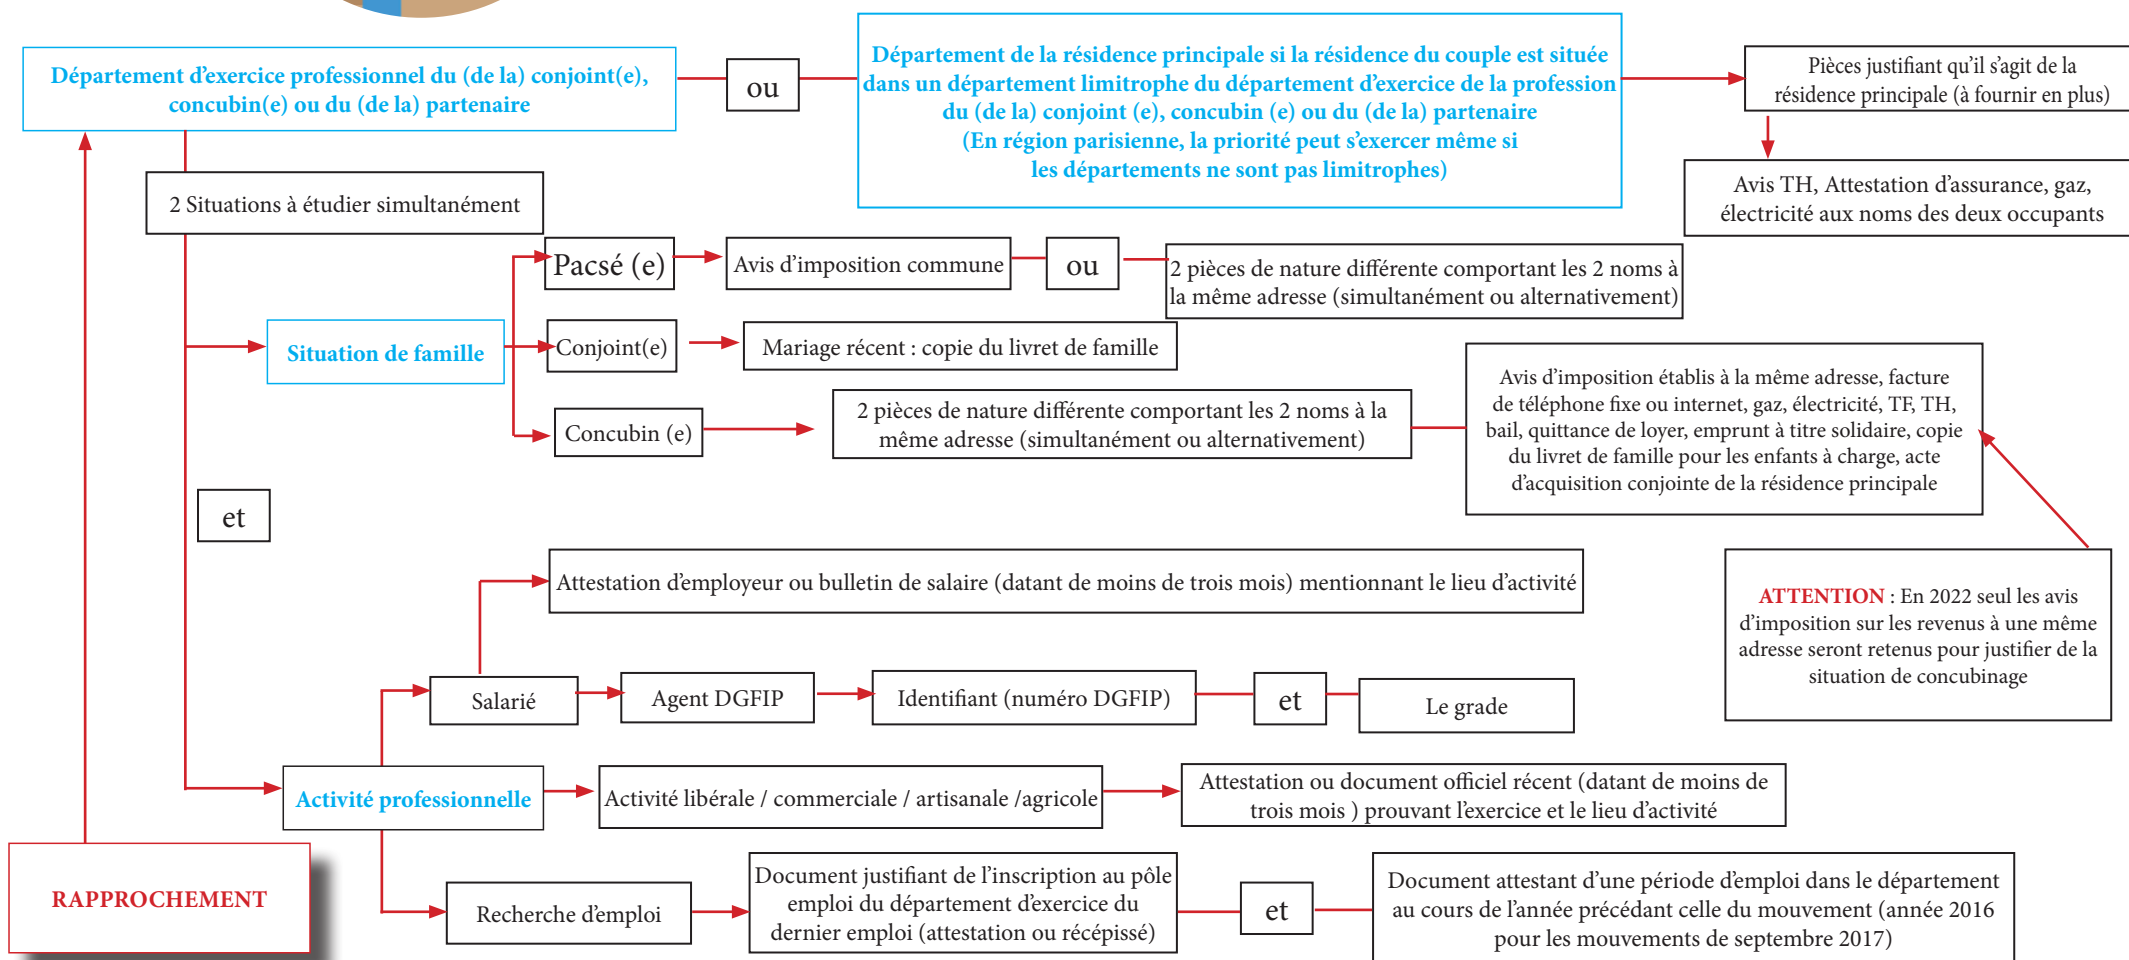 Département d'exercice professionnel du (de la) conjoint(e),
concubin(e) ou du (de la) partenaire
ou
Département de la résidence principale si la résidence du couple est située
dans un département limitrophe du département d'exercice de la profession
du (de la) conjoint (e), concubin (e) ou du (de la) partenaire
(En région parisienne, la priorité peut s'exercer même si
les départements ne sont pas limitrophes)
Pièces justifiant qu'il s'agit de la
résidence principale (à fournir en plus)
Avis TH, Attestation d'assurance, gaz,
électricité aux noms des deux occupants
2 Situations à étudier simultanément
Situation de famille
Pacsé (e)
Avis d'imposition commune
ou
2 pièces de nature différente comportant les 2 noms à
la même adresse (simultanément ou alternativement)
Conjoint(e)
Mariage récent : copie du livret de famille
Concubin (e)
2 pièces de nature différente comportant les 2 noms à la
même adresse (simultanément ou alternativement)
Avis d'imposition établis à la même adresse, facture
de téléphone fixe ou internet, gaz, électricité, TF, TH,
bail, quittance de loyer, emprunt à titre solidaire, copie
du livret de famille pour les enfants à charge, acte
d'acquisition conjointe de la résidence principale
ATTENTION : En 2022 seul les avis
d'imposition sur les revenus à une même
adresse seront retenus pour justifier de la
situation de concubinage
et
Attestation d'employeur ou bulletin de salaire (datant de moins de trois mois) mentionnant le lieu d'activité
Salarié
Agent DGFIP
Identifiant (numéro DGFIP)
et
Le grade
Activité professionnelle
Activité libérale / commerciale / artisanale /agricole
Attestation ou document officiel récent (datant de moins de
trois mois ) prouvant l'exercice et le lieu d'activité
RAPPROCHEMENT
Recherche d'emploi
Document justifiant de l'inscription au pôle
emploi du département d'exercice du
dernier emploi (attestation ou récépissé)
et
Document attestant d'une période d'emploi dans le département
au cours de l'année précédant celle du mouvement (année 2016
pour les mouvements de septembre 2017)